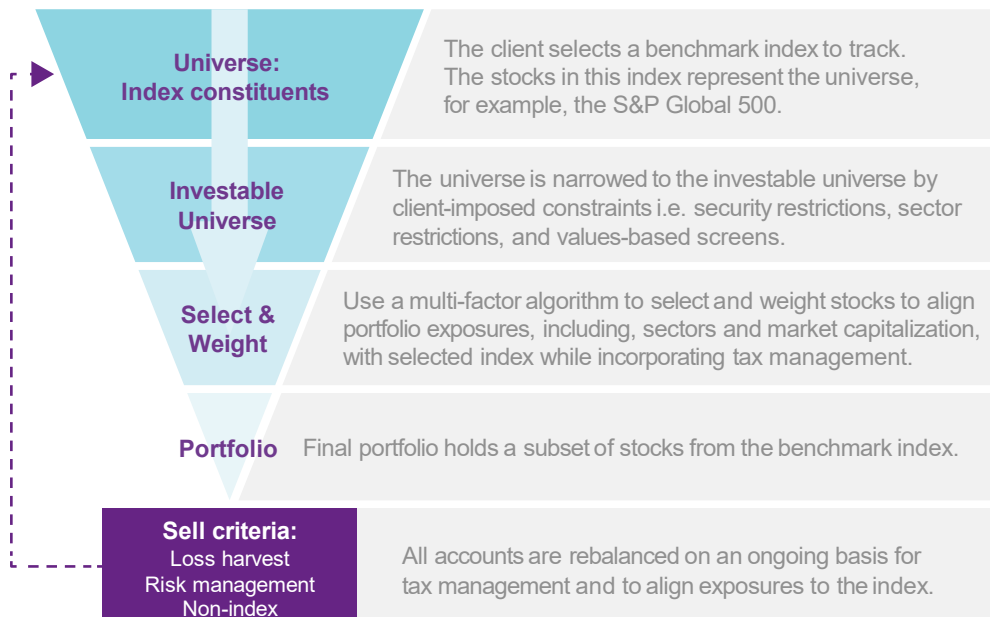 Universe:
Index constituents
The client selects a benchmark index to track.
The stocks in this index represent the universe,
for example, the S&P Global 500.
Investable
Universe
The universe is narrowed to the investable universe by
client-imposed constraints i.e. security restrictions, sector
restrictions, and values-based screens.
Select &
Weight
Use a multi-factor algorithm to select and weight stocks to align
portfolio exposures, including, sectors and market capitalization,
with selected index while incorporating tax management.
Portfolio
Final portfolio holds a subset of stocks from the benchmark index.
Sell criteria:
Loss harvest
Risk management
Non-index
All accounts are rebalanced on an ongoing basis for
tax management and to align exposures to the index.